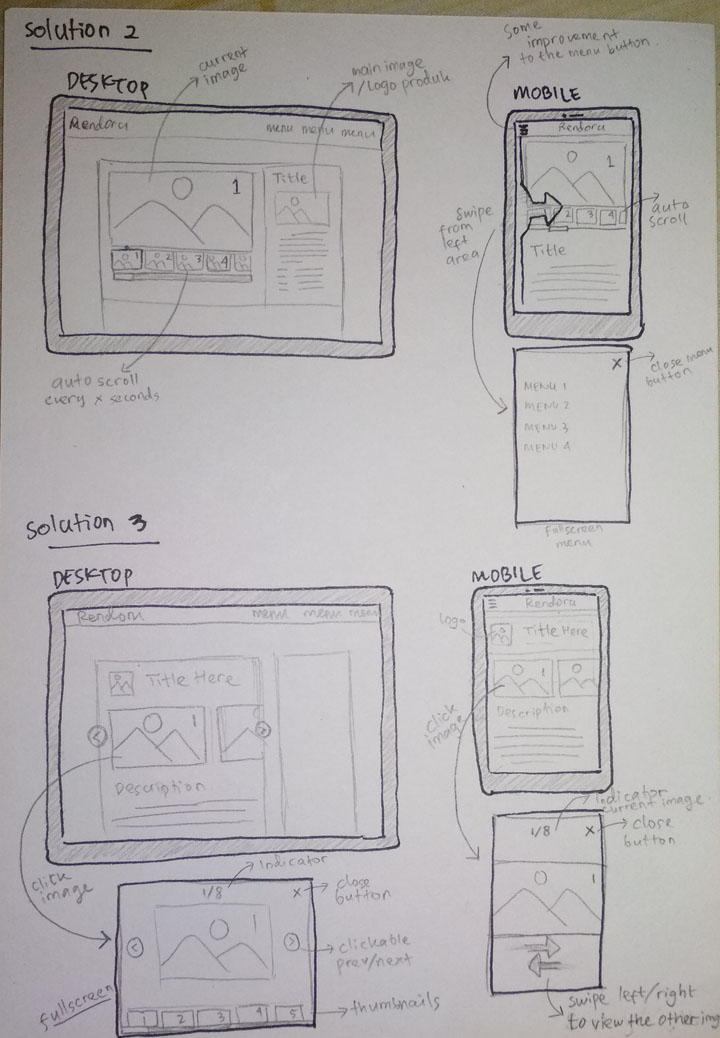 solution 2
DESKTOP
current
image
main image
/logo produk
Some
improvement
to the menu button.
MOBILE
Rendoru
menu menu menu
1
Title
1 2 3 4
auto scroll
every x seconds
Rendoru
1
2 3 4
Title
auto
scroll
swipe
from
left
area
X
close menu
button
MENU 1
MENU 2
MENU 3
MENU 4
fullscreen
menu
solution 3
DESKTOP
Rendoru
menu menu menu
Title Here
<
1
>
Description
click
image
Indicator
1/8
X
close
button
<
1
>
clickable
prev/next
fullscreen
1 2 3 4 5
thumbnails
MOBILE
Rendoru
logo
Title Here
1
Description
click
image
indicator
current image.
1/8
X
close
button
1
swipe left/right
to view the other img